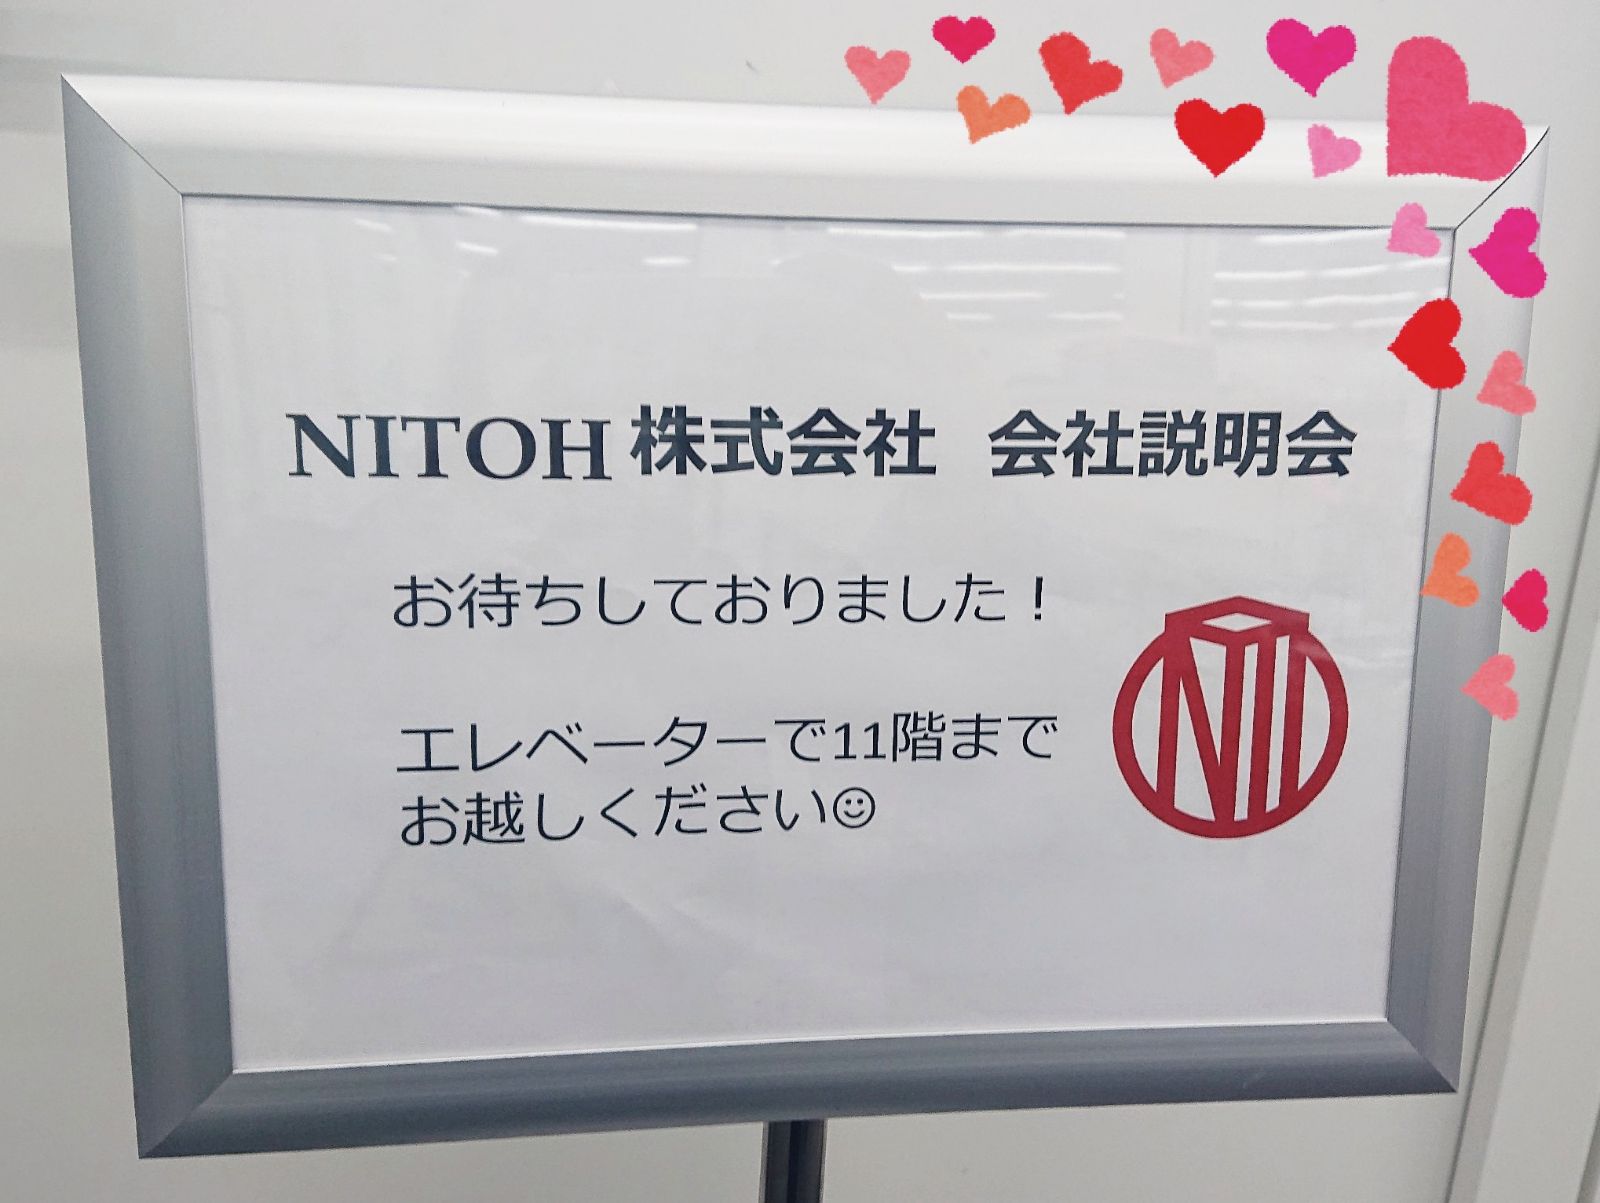 NITOH 株式会社 会社説明会
お待ちしておりました！
エレベーターで11階まで
お越しください☺